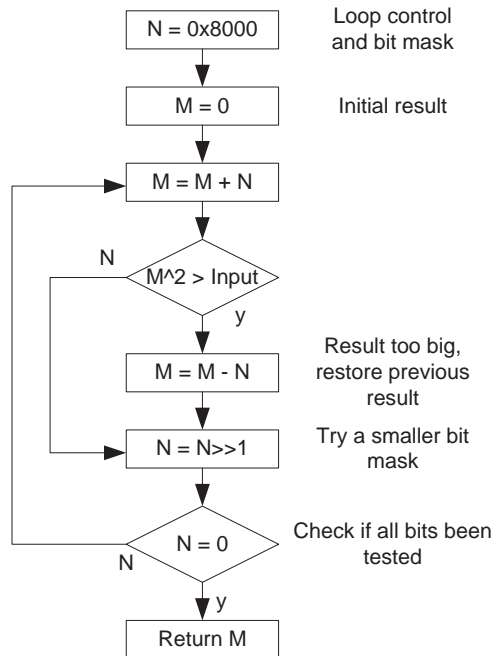 N = 0x8000
Loop control
and bit mask
M = 0
Initial result
M = M + N
N
M^2 > Input
y
M = M - N
Result too big,
restore previous
result
N = N>>1
Try a smaller bit
mask
N = 0
Check if all bits been
tested
N
y
Return M